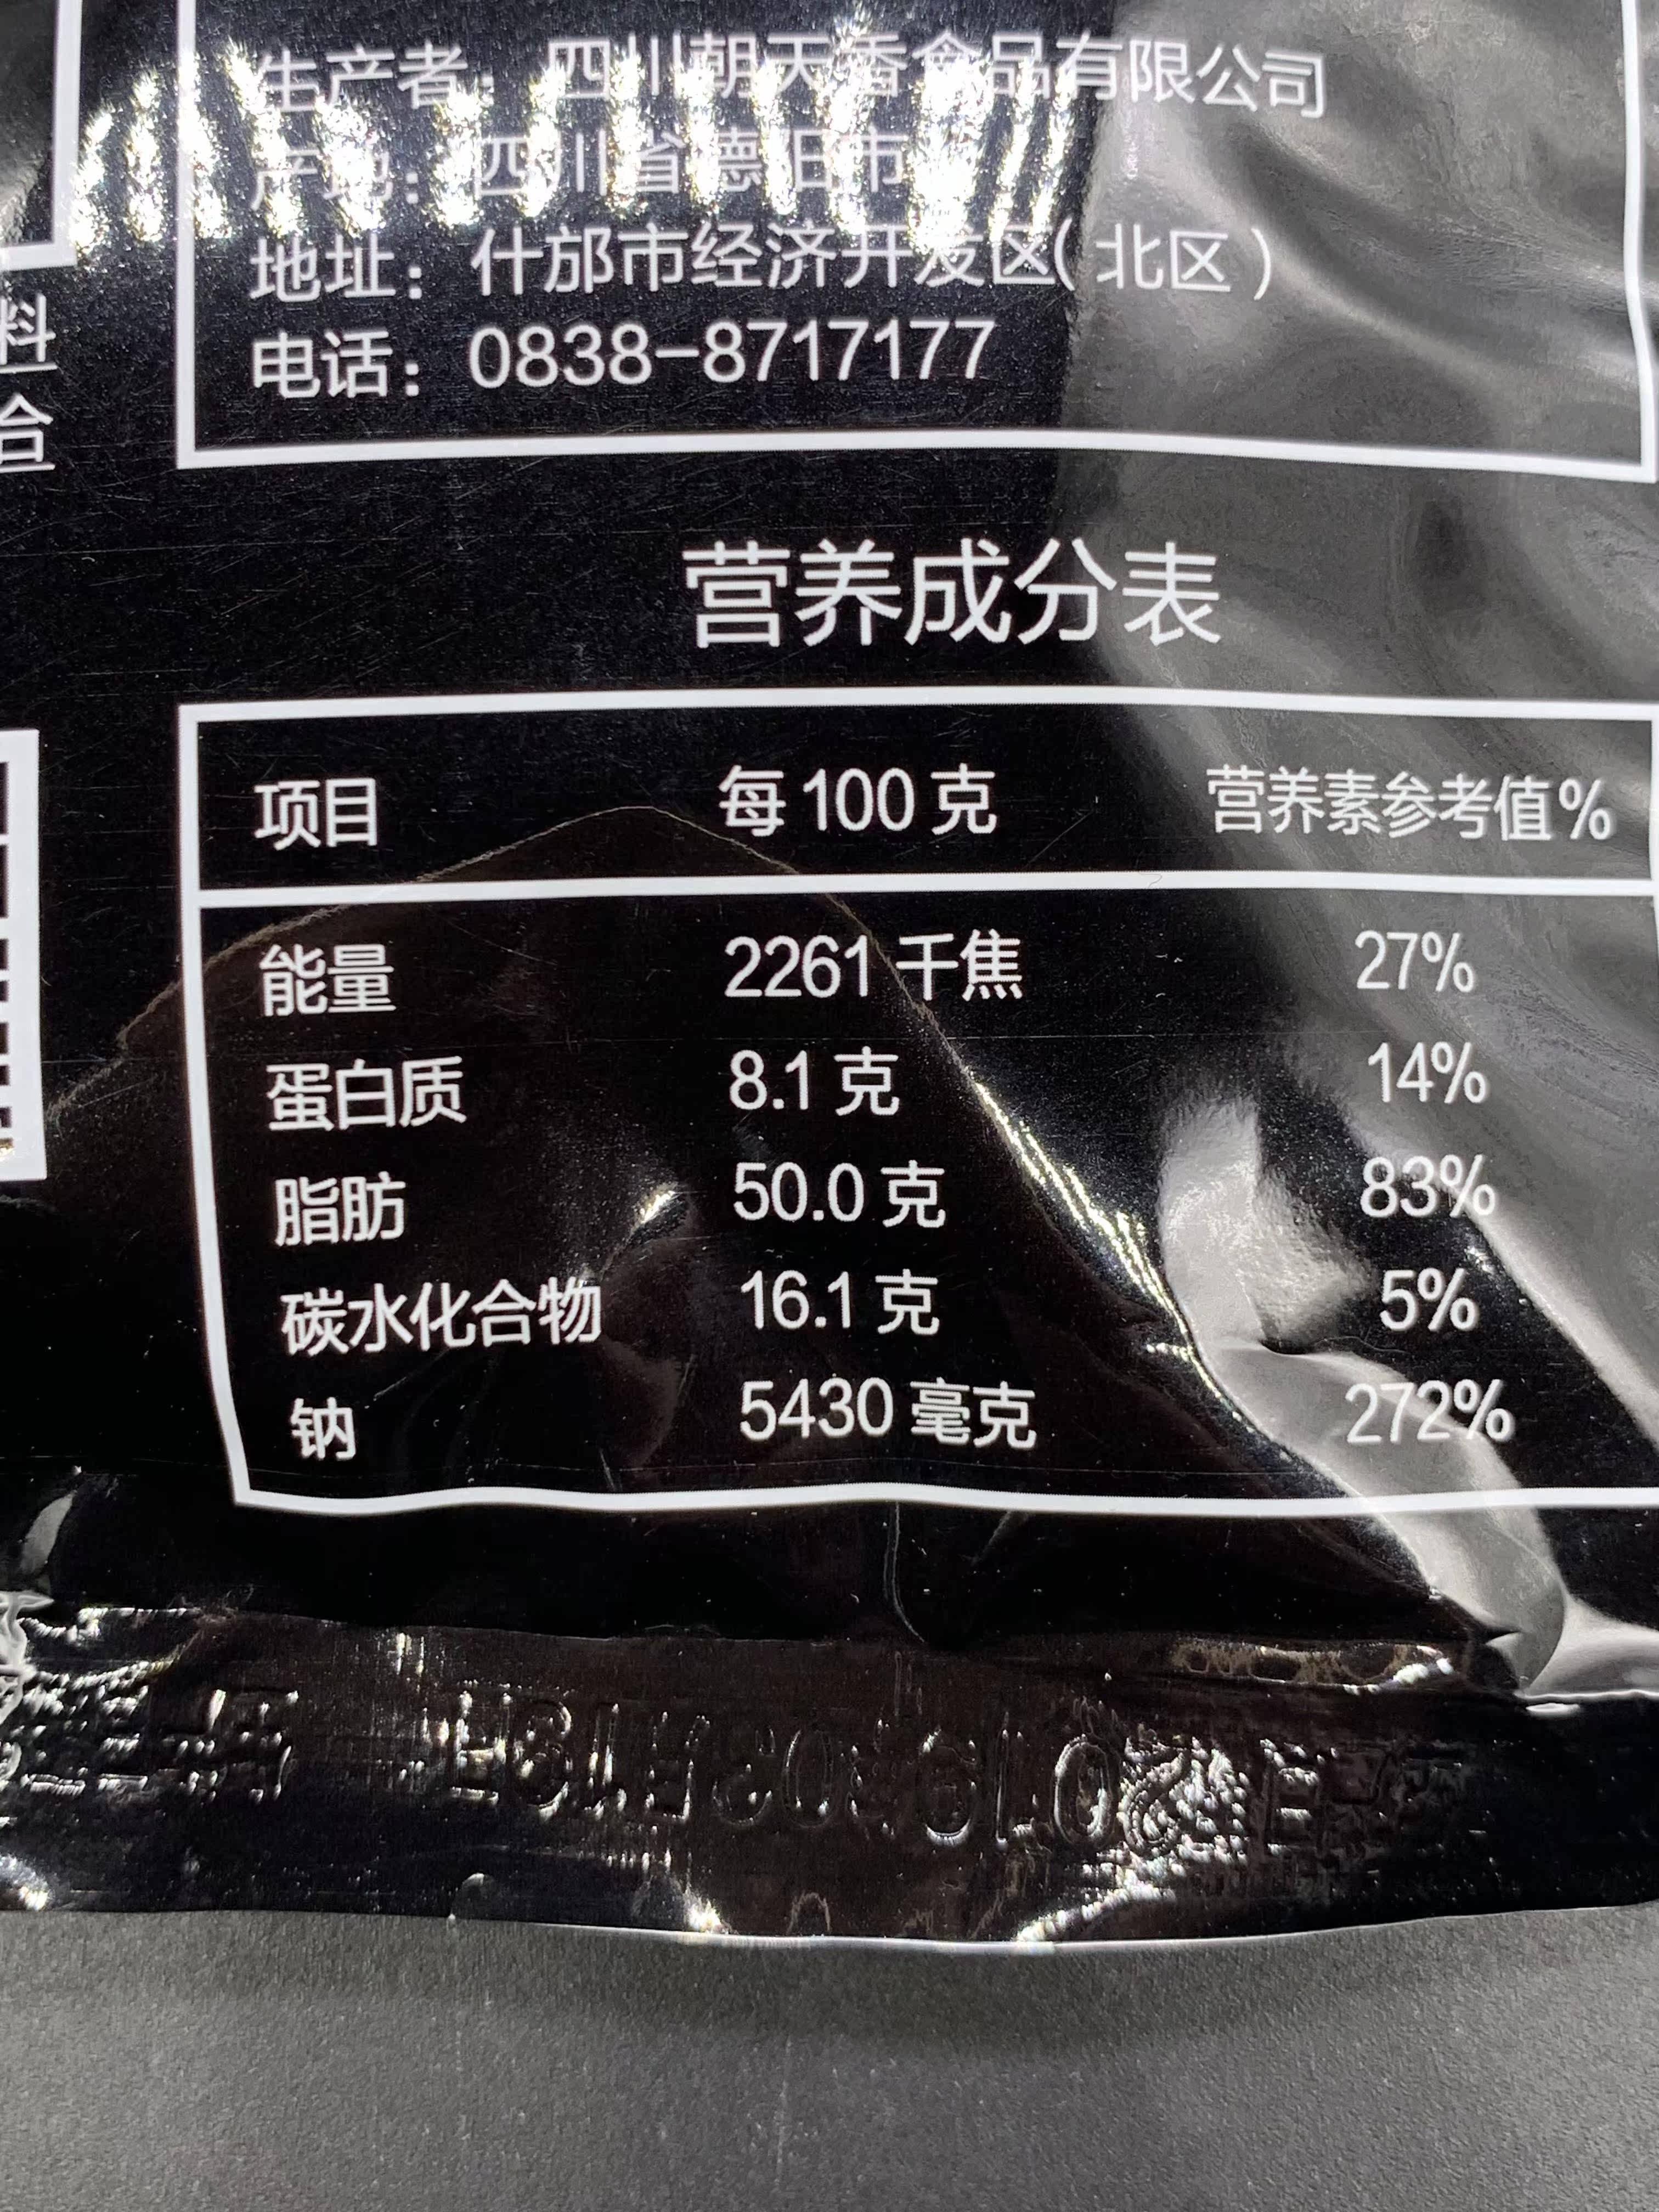 生产者：四川朝天香食品有限公司
产地：四川省德阳市
地址：什邡市经济开发区(北区)
电话：0838-8717177
料
合
营养成分表
项目 每100克 营养素参考值%
能量 2261千焦 27%
蛋白质 8.1克 14%
脂肪 50.0克 83%
碳水化合物 16.1克 5%
钠 5430毫克 272%